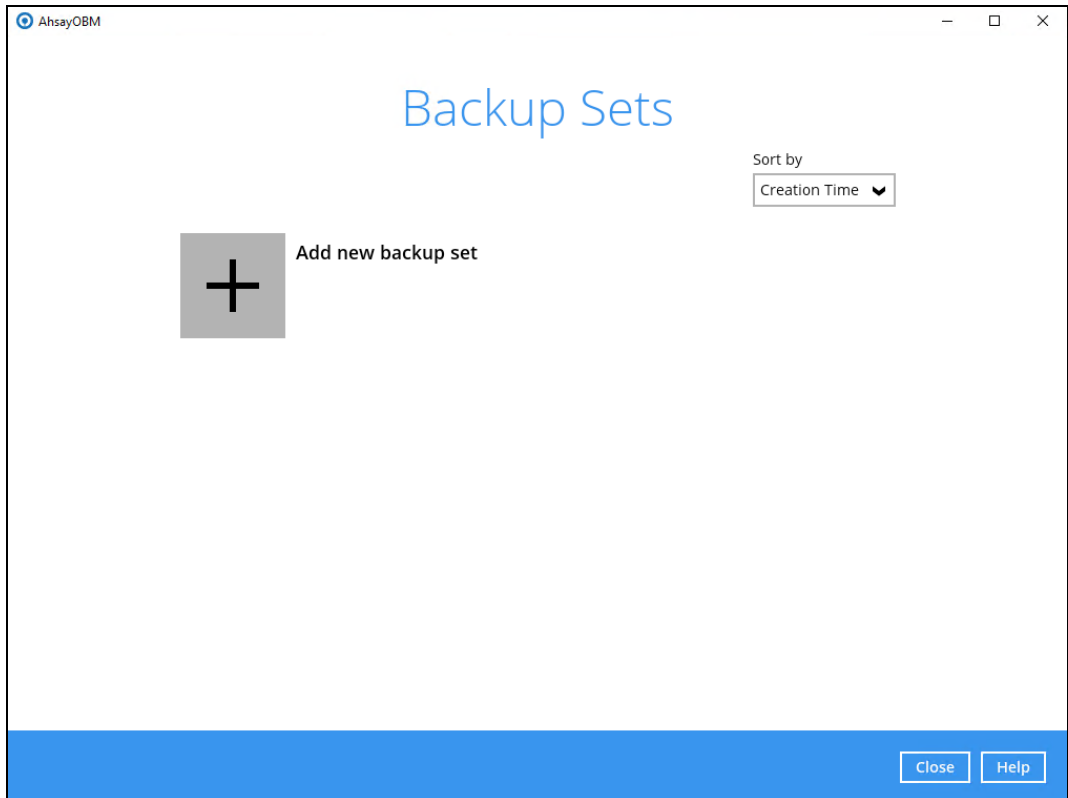 AhsayOBM
Backup Sets
Sort by
Creation Time
Add new backup set
Close
Help